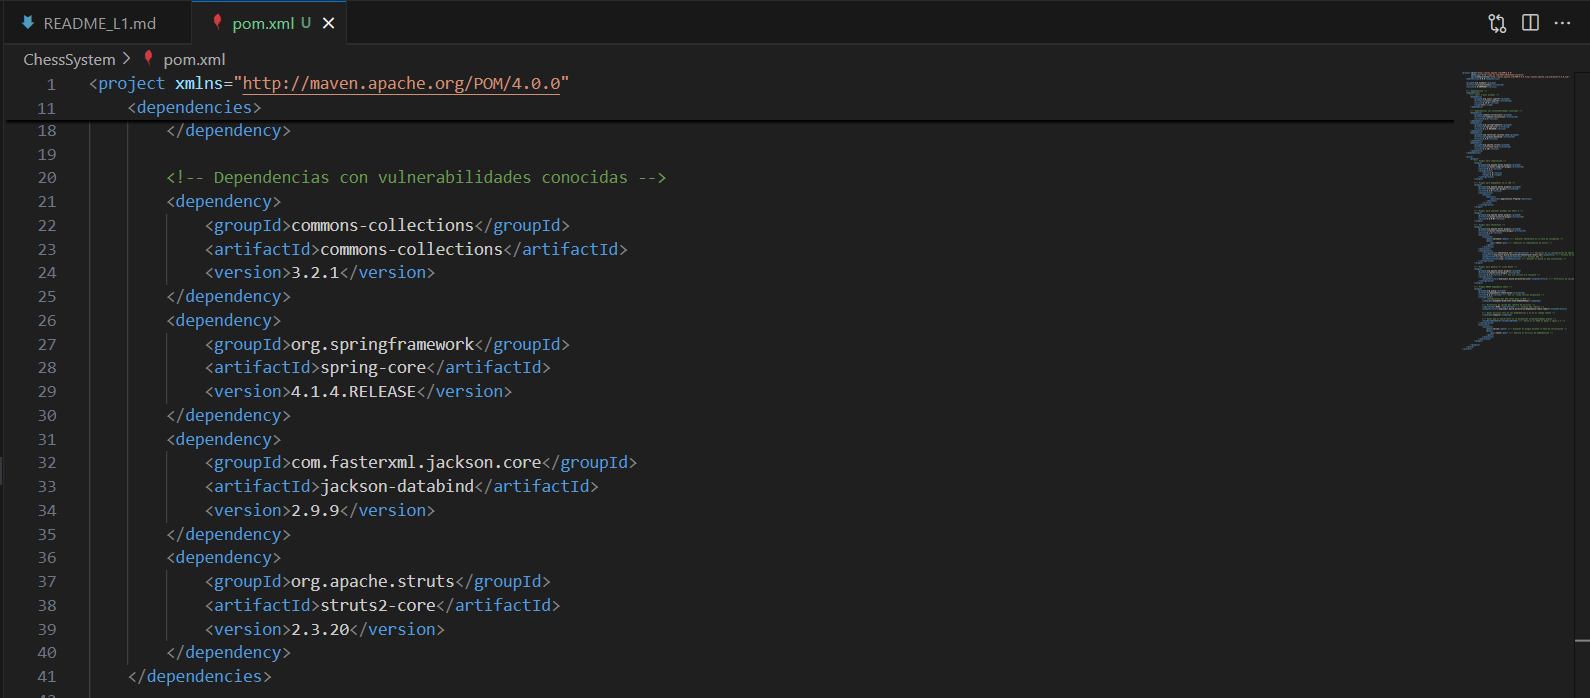 README_L1.md
pom.xml U
ChessSystem > pom.xml
1 <project xmlns="http://maven.apache.org/POM/4.0.0"
11 <dependencies>
18 </dependency>
19
20 <!-- Dependencias con vulnerabilidades conocidas -->
21 <dependency>
22 <groupId>commons-collections</groupId>
23 <artifactId>commons-collections</artifactId>
24 <version>3.2.1</version>
25 </dependency>
26 <dependency>
27 <groupId>org.springframework</groupId>
28 <artifactId>spring-core</artifactId>
29 <version>4.1.4.RELEASE</version>
30 </dependency>
31 <dependency>
32 <groupId>com.fasterxml.jackson.core</groupId>
33 <artifactId>jackson-databind</artifactId>
34 <version>2.9.9</version>
35 </dependency>
36 <dependency>
37 <groupId>org.apache.struts</groupId>
38 <artifactId>struts2-core</artifactId>
39 <version>2.3.20</version>
40 </dependency>
41 </dependencies>